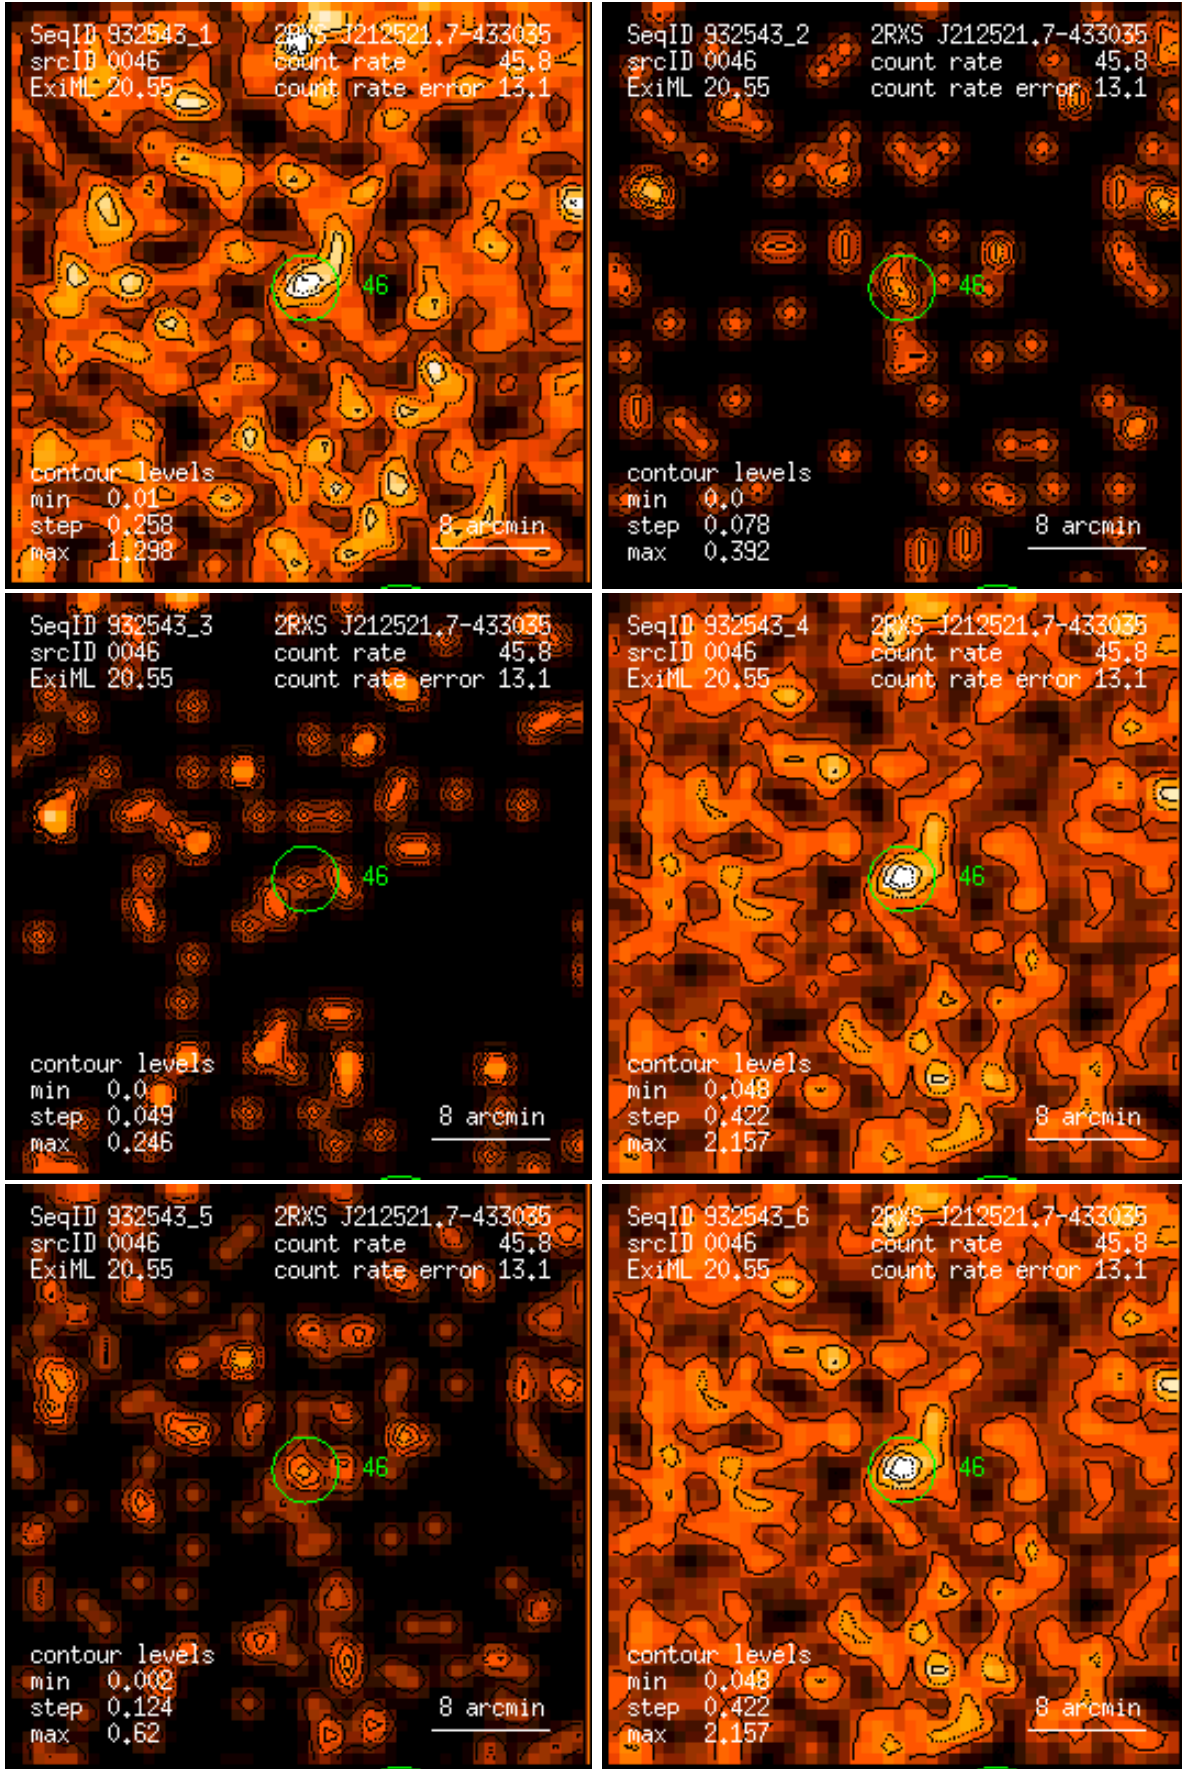 SeqID 932543_1 2RXS J212521.7-433035
srcID 0046 count rate 45.8
ExiML 20.55 count rate error 13.1
46
contour levels
min 0.01
step 0.258
max 1.298
8 arcmin
SeqID 932543_2 2RXS J212521.7-433035
srcID 0046 count rate 45.8
ExiML 20.55 count rate error 13.1
46
contour levels
min 0.0
step 0.078
max 0.392
8 arcmin
SeqID 932543_3 2RXS J212521.7-433035
srcID 0046 count rate 45.8
ExiML 20.55 count rate error 13.1
46
contour levels
min 0.0
step 0.049
max 0.246
8 arcmin
SeqID 932543_4 2RXS J212521.7-433035
srcID 0046 count rate 45.8
ExiML 20.55 count rate error 13.1
46
contour levels
min 0.048
step 0.422
max 2.157
8 arcmin
SeqID 932543_5 2RXS J212521.7-433035
srcID 0046 count rate 45.8
ExiML 20.55 count rate error 13.1
46
contour levels
min 0.002
step 0.124
max 0.62
8 arcmin
SeqID 932543_6 2RXS J212521.7-433035
srcID 0046 count rate 45.8
ExiML 20.55 count rate error 13.1
46
contour levels
min 0.048
step 0.422
max 2.157
8 arcmin